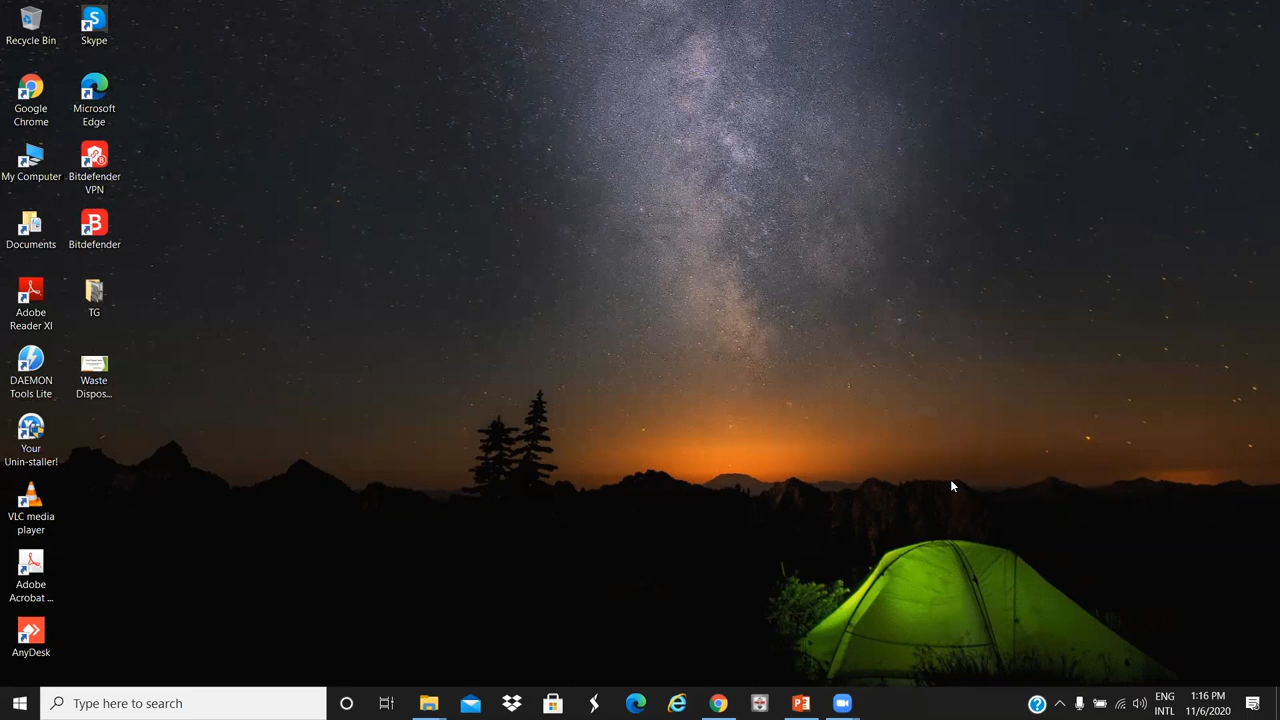 Recycle Bin
Skype
Google
Chrome
Microsoft
Edge
My Computer
Bitdefender
VPN
Documents
Bitdefender
Adobe
Reader XI
TG
DAEMON
Tools Lite
Waste
Dispos...
Your
Unin-staller!
VLC media
player
Adobe
Acrobat ...
AnyDesk
Type here to search
ENG
INTL
1:16 PM
11/6/2020